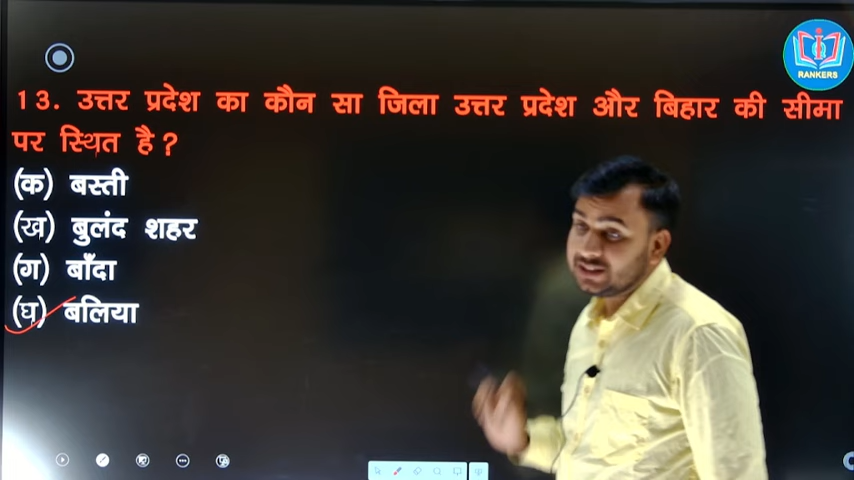 RANKERS
13. उत्तर प्रदेश का कौन सा जिला उत्तर प्रदेश और बिहार की सीमा
पर स्थित है?
(क) बस्ती
(ख) बुलंद शहर
(ग) बाँदा
(घ) बलिया